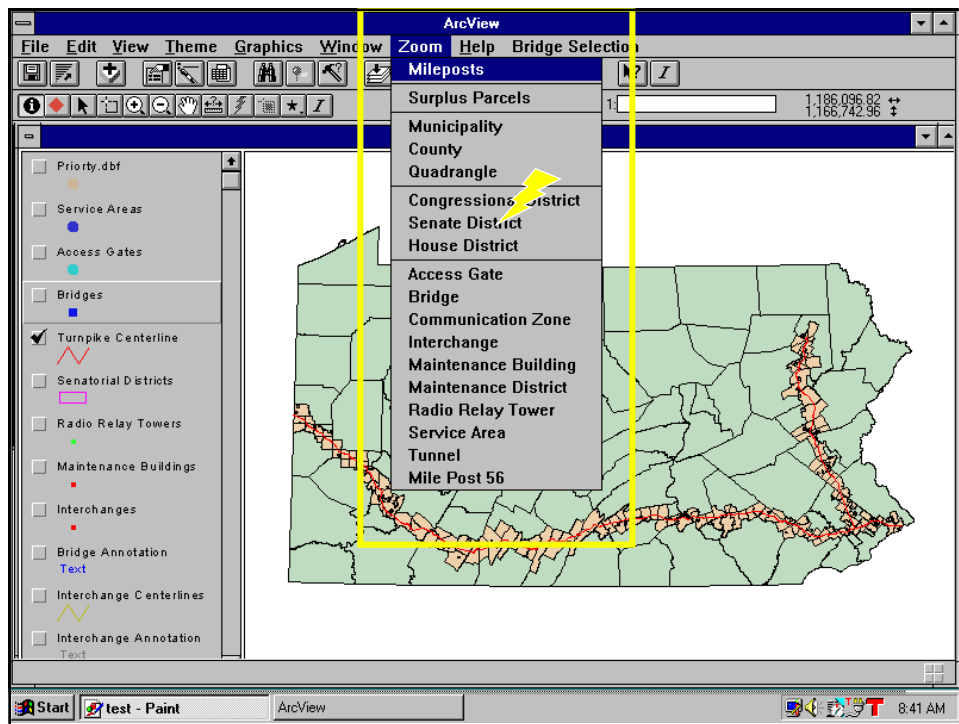 ArcView
File Edit View Theme Graphics Window Zoom Help Bridge Selection
Mileposts
Surplus Parcels
1:
1,186,096.82
1,166,742.96
Municipality
County
Quadrangle
Congressional District
Senate District
House District
Access Gate
Bridge
Communication Zone
Interchange
Maintenance Building
Maintenance District
Radio Relay Tower
Service Area
Tunnel
Mile Post 56
Priorty.dbf
Service Areas
Access Gates
Bridges
Turnpike Centerline
Senatorial Districts
Radio Relay Towers
Maintenance Buildings
Interchanges
Bridge Annotation
Text
Interchange Centerlines
Interchange Annotation
Text
Start test - Paint ArcView 8:41 AM